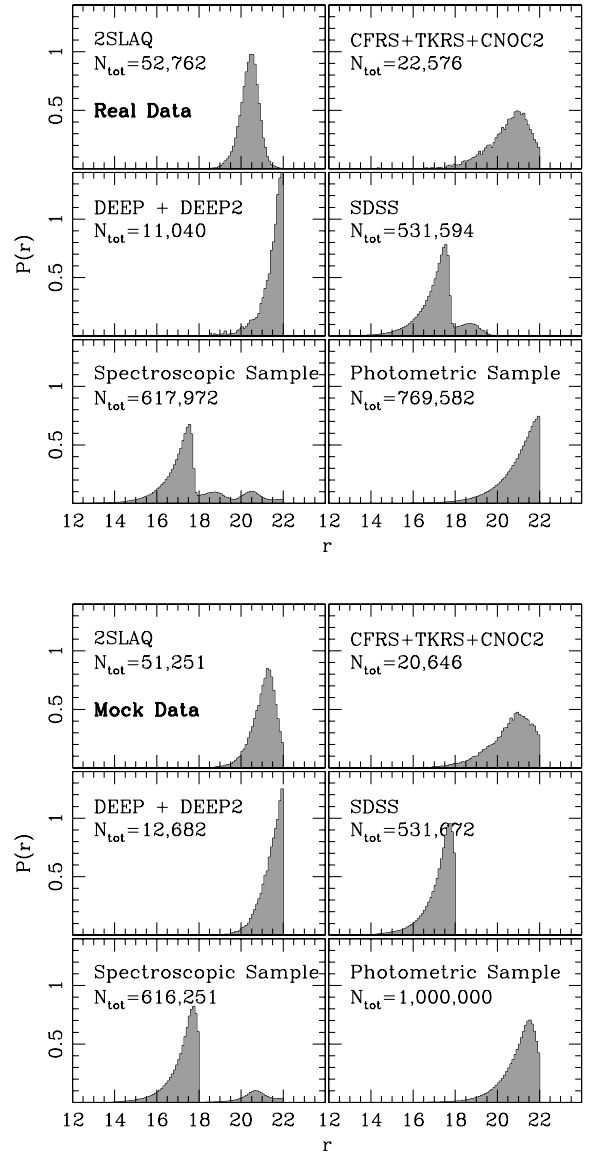 2SLAQ
N_tot=52,762
Real Data
CFRS+TKRS+CNOC2
N_tot=22,576
1
0.5
DEEP + DEEP2
N_tot=11,040
SDSS
N_tot=531,594
1
0.5
P(r)
Spectroscopic Sample
N_tot=617,972
Photometric Sample
N_tot=769,582
1
0.5
12 14 16 18 20 22 12 14 16 18 20 22
r
2SLAQ
N_tot=51,251
Mock Data
CFRS+TKRS+CNOC2
N_tot=20,646
1
0.5
DEEP + DEEP2
N_tot=12,682
SDSS
N_tot=531,672
1
0.5
P(r)
Spectroscopic Sample
N_tot=616,251
Photometric Sample
N_tot=1,000,000
1
0.5
12 14 16 18 20 22 12 14 16 18 20 22
r